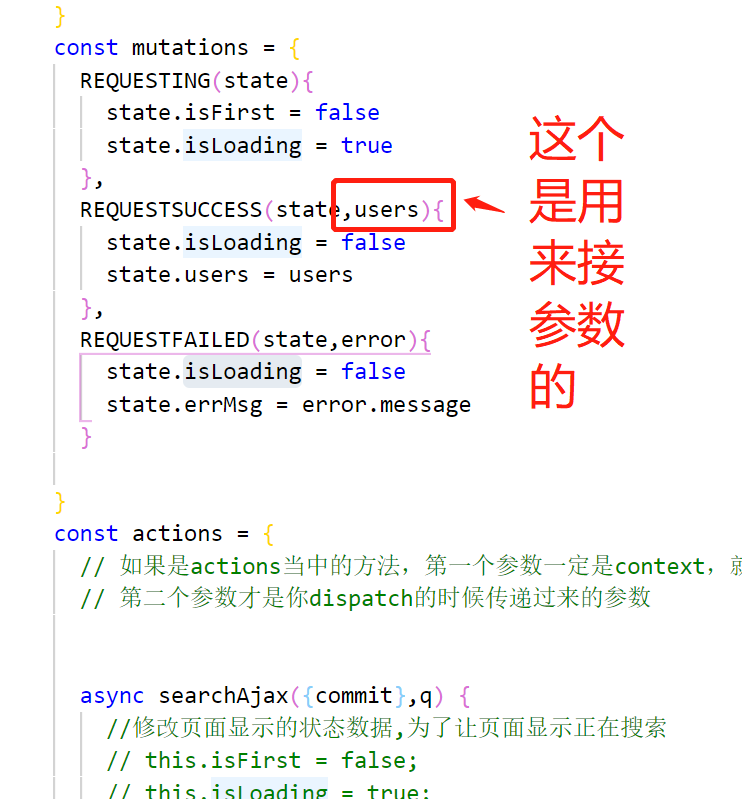 }
const mutations = {
REQUESTING(state){
state.isFirst = false
state.isLoading = true
},
REQUESTSUCCESS(state,users){
state.isLoading = false
state.users = users
},
REQUESTFAILED(state,error){
state.isLoading = false
state.errMsg = error.message
}
}
这个
是用
来接
参数
的
const actions = {
// 如果是actions当中的方法，第一个参数一定是context，就
// 第二个参数才是你dispatch的时候传递过来的参数
async searchAjax({commit},q) {
//修改页面显示的状态数据,为了让页面显示正在搜索
// this.isFirst = false;
// this.isLoading = true;